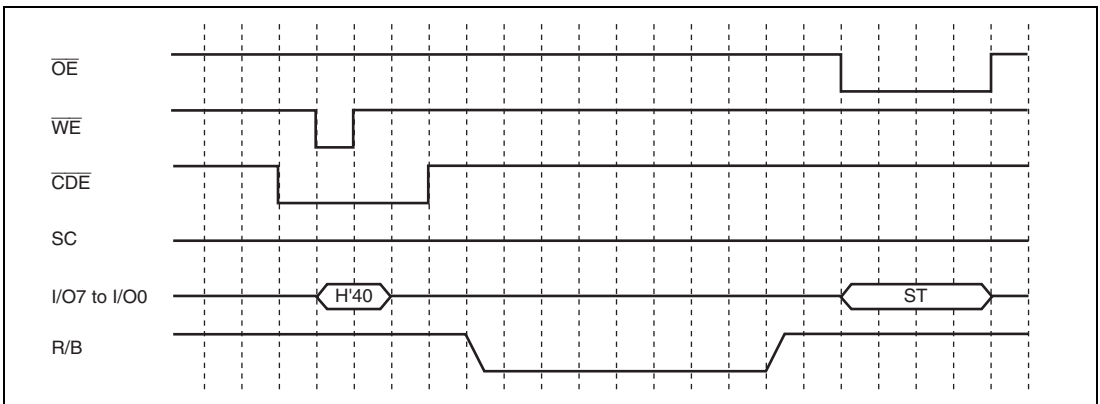 OE
WE
CDE
SC
I/O7 to I/O0
H'40
ST
R/B